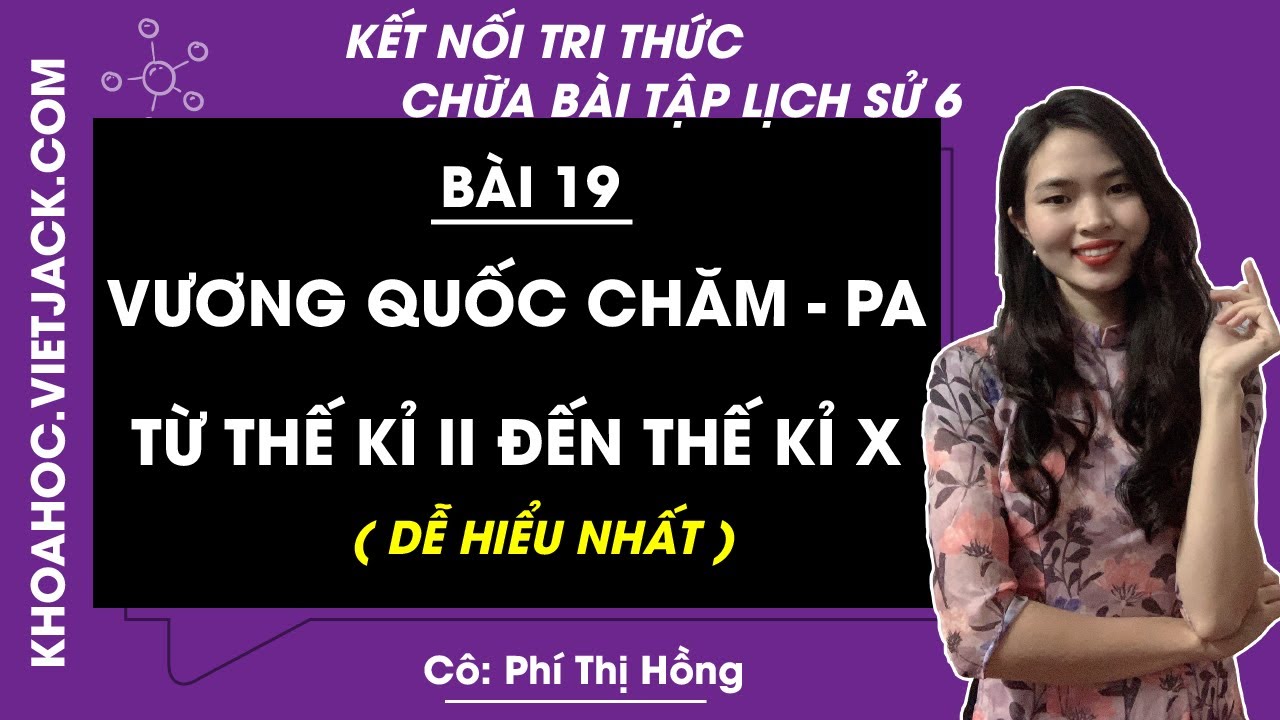 KHOAHOC.VIETJACK.COM
KẾT NỐI TRI THỨC
CHỮA BÀI TẬP LỊCH SỬ 6
BÀI 19
VƯƠNG QUỐC CHĂM - PA
TỪ THẾ KỈ II ĐẾN THẾ KỈ X
( DỄ HIỂU NHẤT )
Cô: Phí Thị Hồng